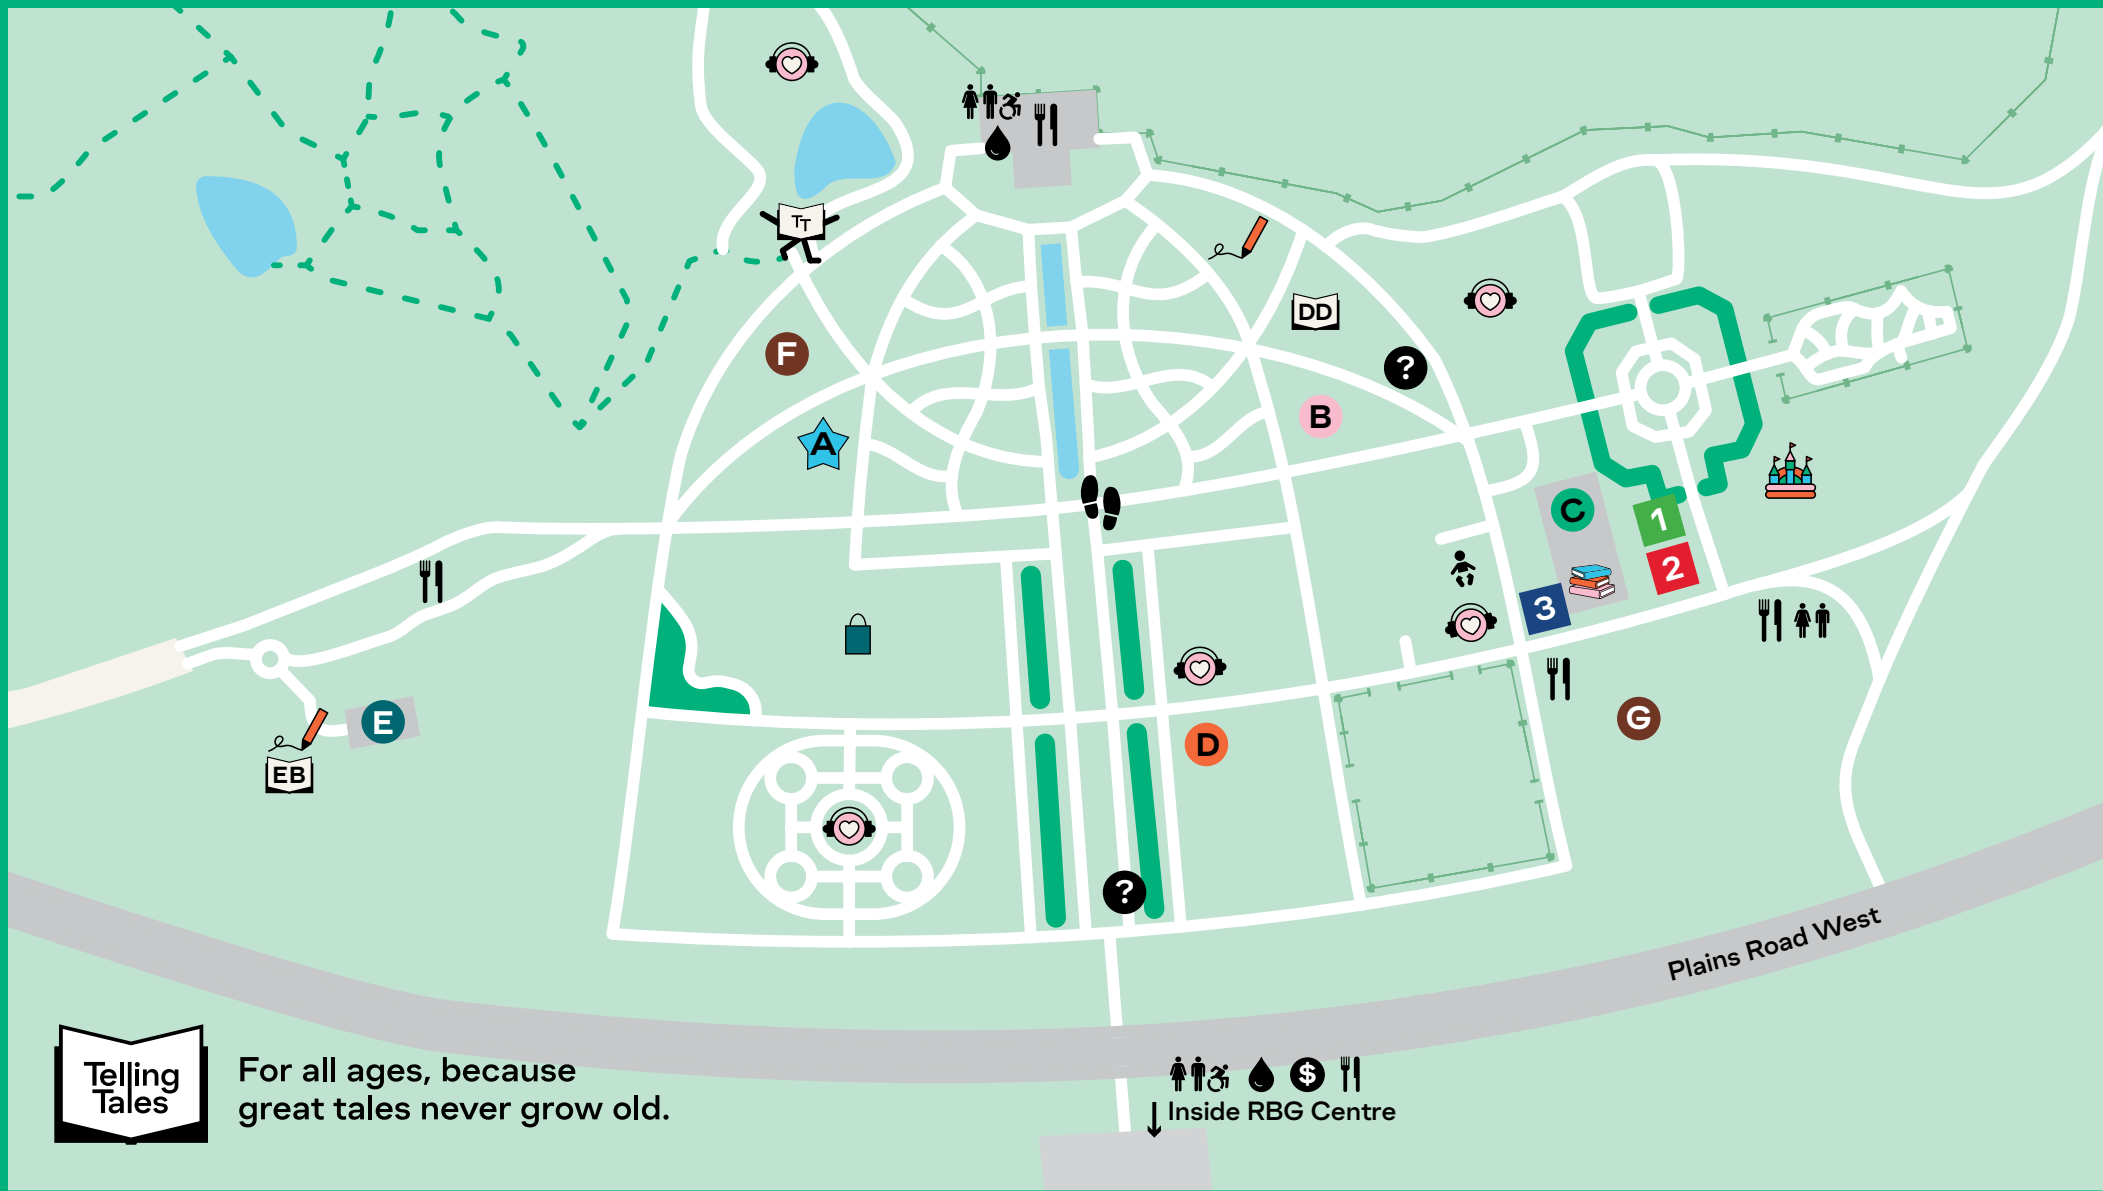 TT
DD
F
?
B
A
C
1
2
3
E
EB
D
G
?
Plains Road West
Telling
Tales
For all ages, because
great tales never grow old.
$
Inside RBG Centre